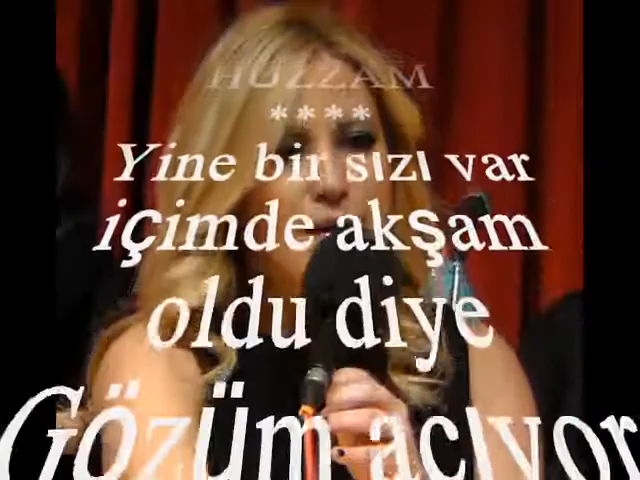 HÜZZAM
****
Yine bir sızı var
içimde akşam
oldu diye
Gözüm acıyor